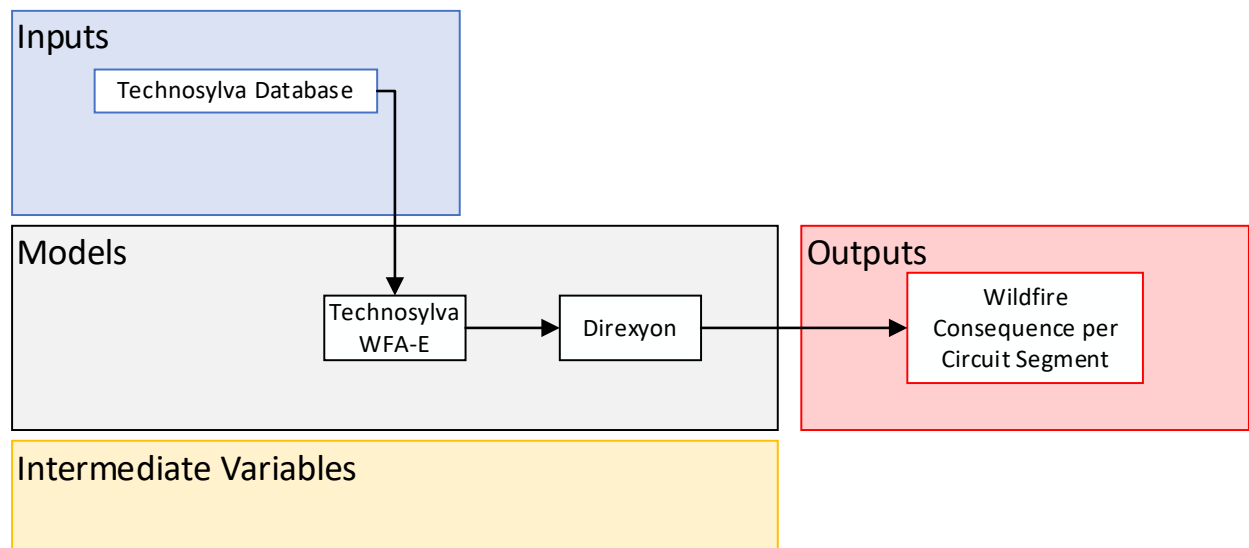 Inputs
Technosylva Database
Models
Technosylva
WFA-E
Direxyon
Outputs
Wildfire
Consequence per
Circuit Segment
Intermediate Variables